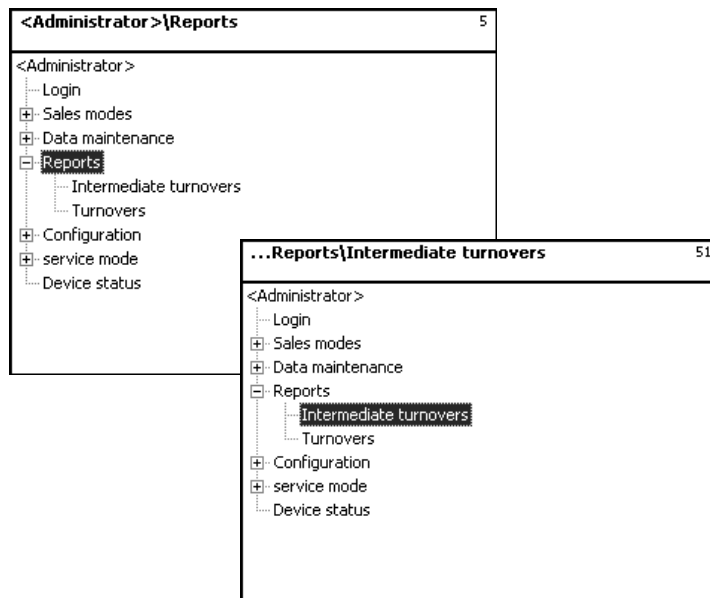 <Administrator>\Reports 5
<Administrator>
Login
Sales modes
Data maintenance
Reports
Intermediate turnovers
Turnovers
Configuration
service mode
Device status
...Reports\Intermediate turnovers 51
<Administrator>
Login
Sales modes
Data maintenance
Reports
Intermediate turnovers
Turnovers
Configuration
service mode
Device status